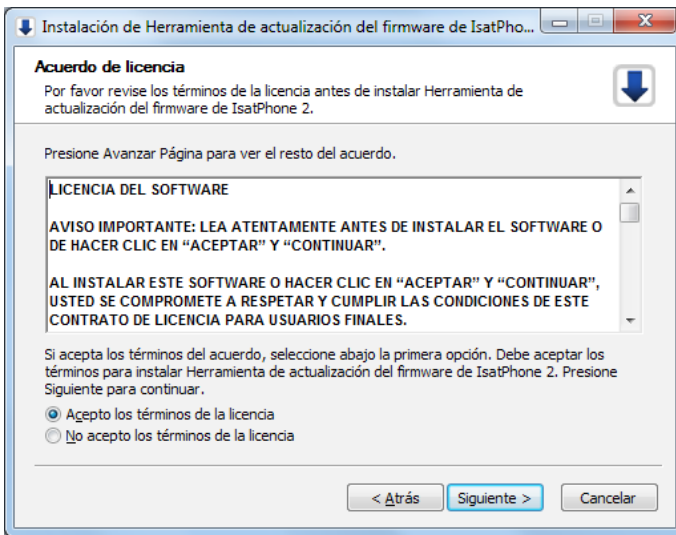 Instalación de Herramienta de actualización del firmware de IsatPho...
Acuerdo de licencia
Por favor revise los términos de la licencia antes de instalar Herramienta de
actualización del firmware de IsatPhone 2.
Presione Avanzar Página para ver el resto del acuerdo.
LICENCIA DEL SOFTWARE
AVISO IMPORTANTE: LEA ATENTAMENTE ANTES DE INSTALAR EL SOFTWARE O
DE HACER CLIC EN “ACEPTAR” Y “CONTINUAR”.
AL INSTALAR ESTE SOFTWARE O HACER CLIC EN “ACEPTAR” Y “CONTINUAR”,
USTED SE COMPROMETE A RESPETAR Y CUMPLIR LAS CONDICIONES DE ESTE
CONTRATO DE LICENCIA PARA USUARIOS FINALES.
Si acepta los términos del acuerdo, seleccione abajo la primera opción. Debe aceptar los
términos para instalar Herramienta de actualización del firmware de IsatPhone 2. Presione
Siguiente para continuar.
Acepto los términos de la licencia
No acepto los términos de la licencia
< Atrás Siguiente > Cancelar